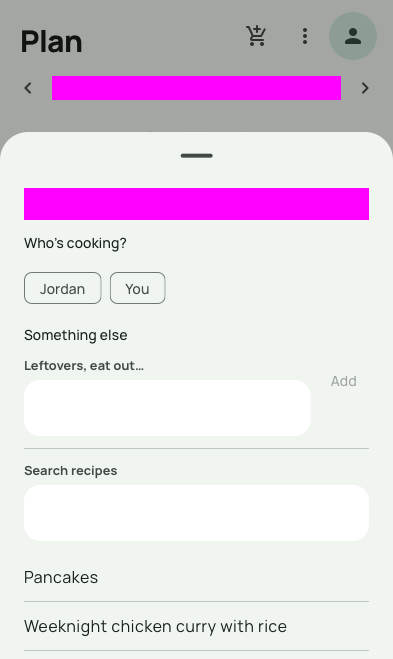 Plan
Who's cooking?
Jordan
You
Something else
Leftovers, eat out…
Add
Search recipes
Pancakes
Weeknight chicken curry with rice